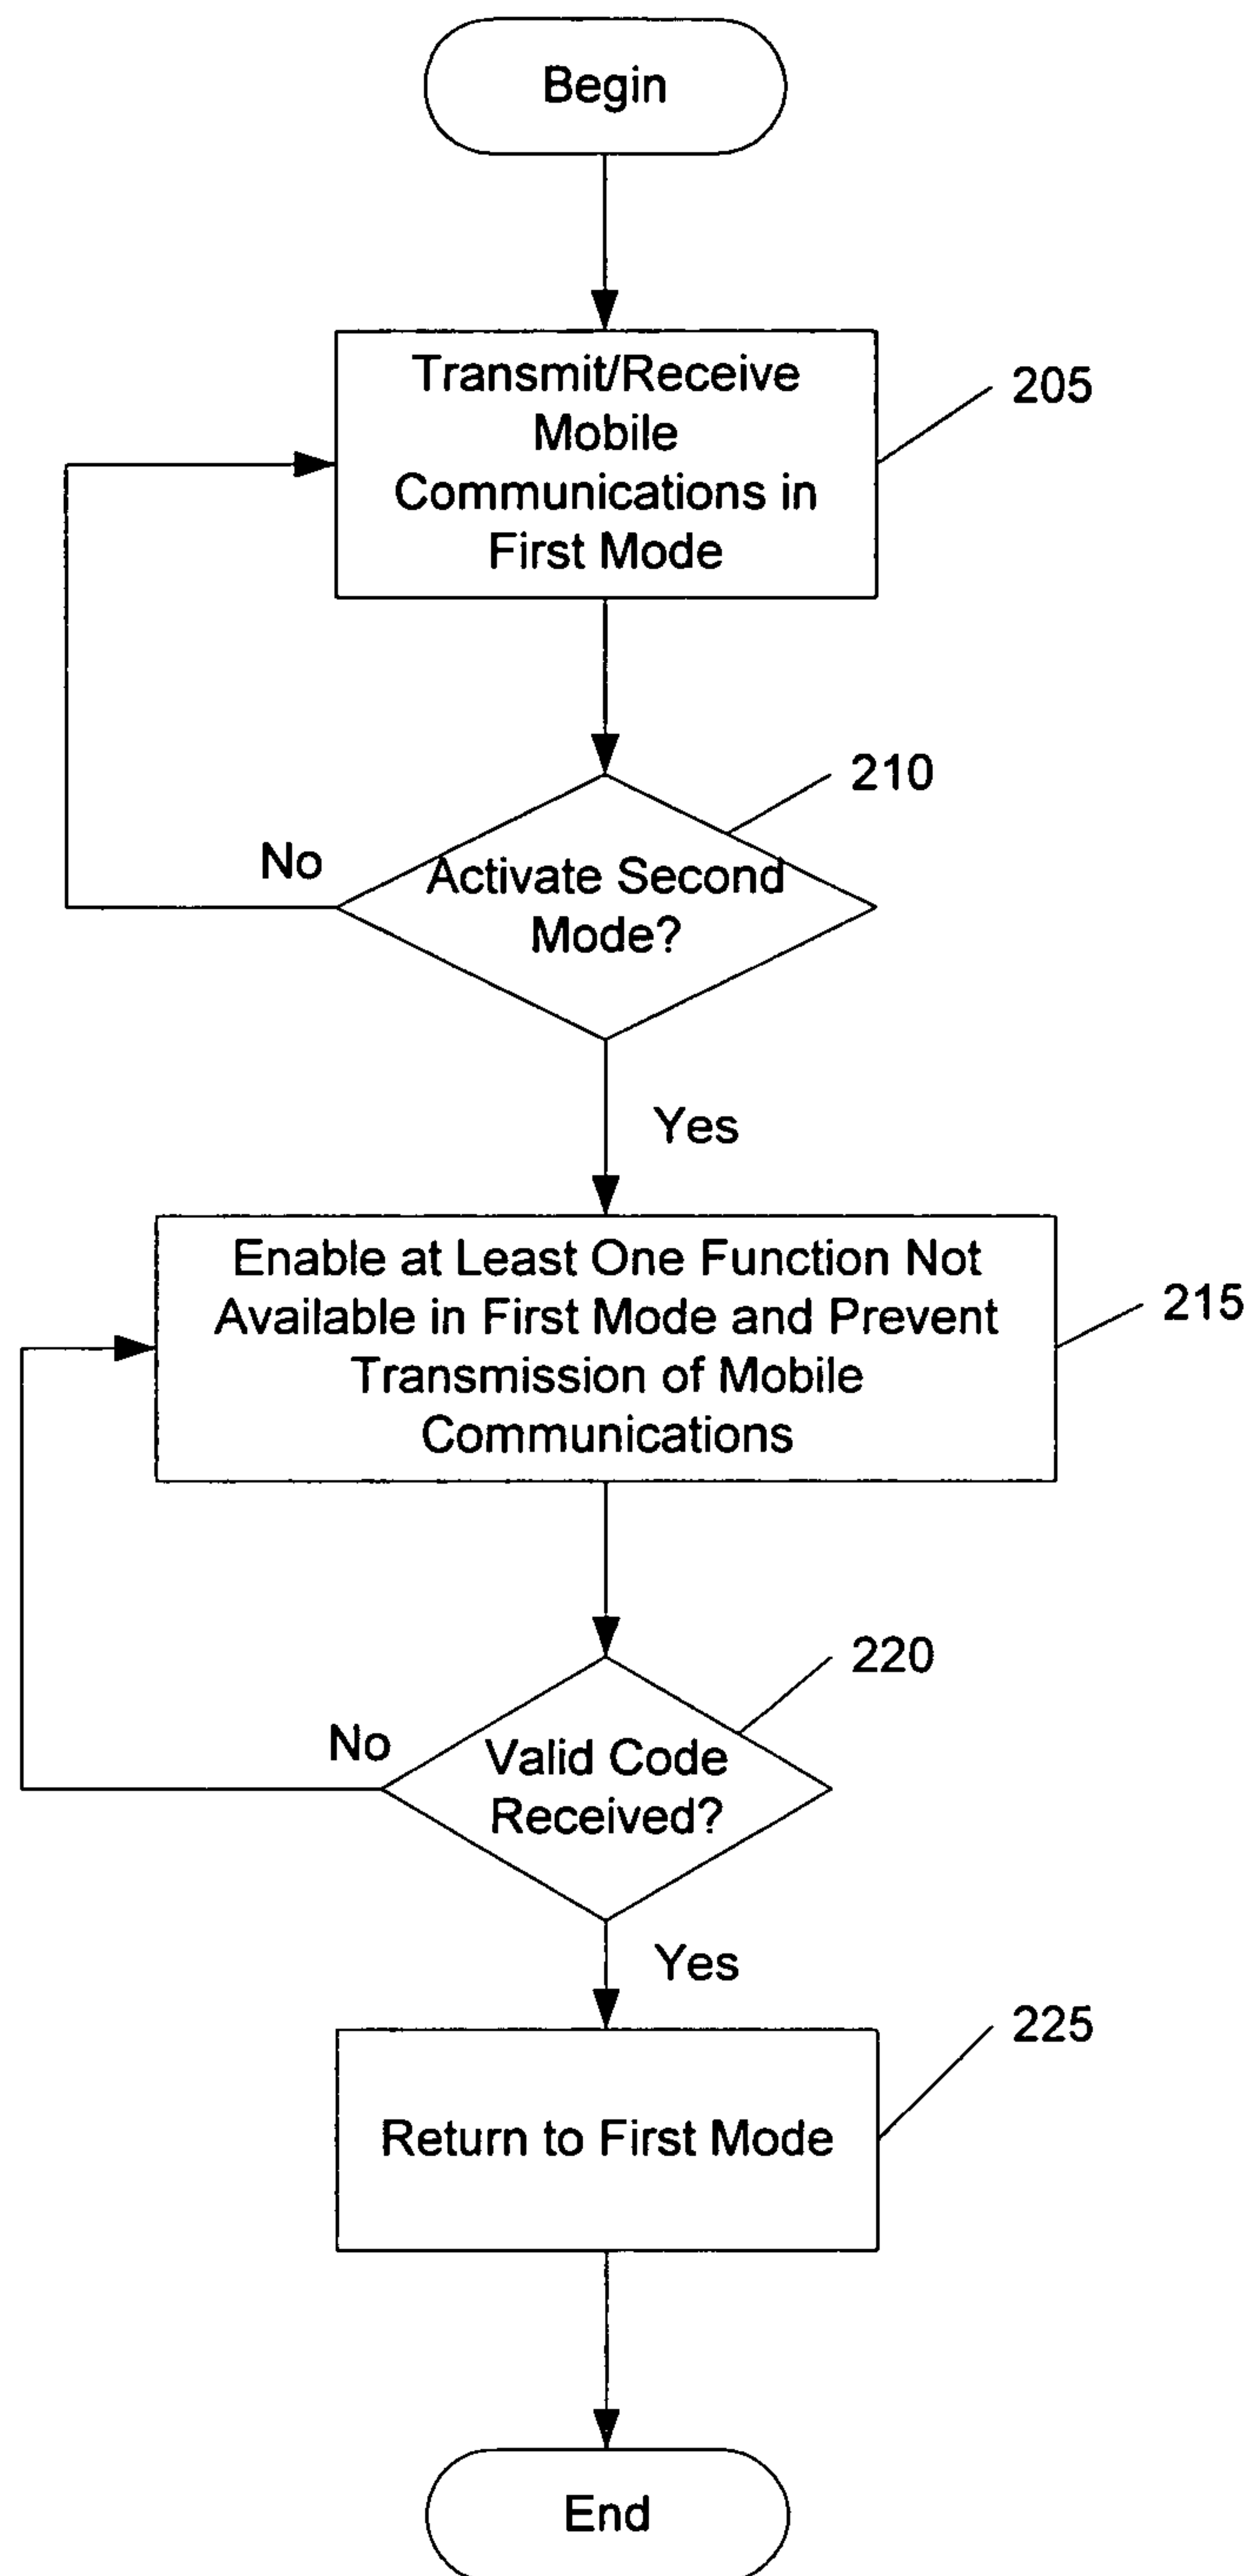 Begin
Transmit/Receive
Mobile
Communications in
First Mode
205
210
No
Activate Second
Mode?
Yes
Enable at Least One Function Not
Available in First Mode and Prevent
Transmission of Mobile
Communications
215
220
No
Valid Code
Received?
Yes
225
Return to First Mode
End